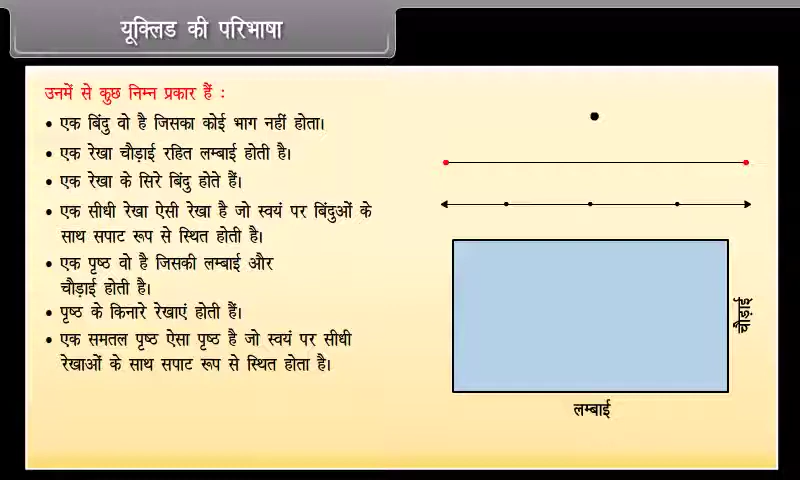 यूक्लिड की परिभाषा
उनमें से कुछ निम्न प्रकार हैं :
• एक बिंदु वो है जिसका कोई भाग नहीं होता।
• एक रेखा चौड़ाई रहित लम्बाई होती है।
• एक रेखा के सिरे बिंदु होते हैं।
• एक सीधी रेखा ऐसी रेखा है जो स्वयं पर बिंदुओं के
साथ सपाट रूप से स्थित होती है।
• एक पृष्ठ वो है जिसकी लम्बाई और
चौड़ाई होती है।
• पृष्ठ के किनारे रेखाएं होती हैं।
• एक समतल पृष्ठ ऐसा पृष्ठ है जो स्वयं पर सीधी
रेखाओं के साथ सपाट रूप से स्थित होता है।
चौड़ाई
लम्बाई